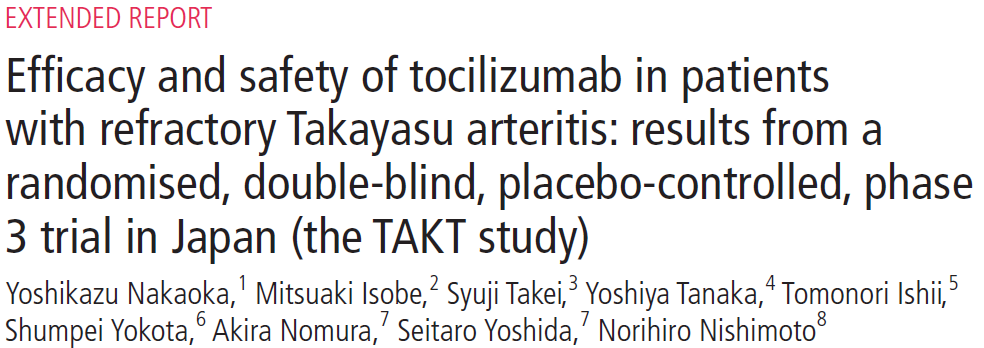 EXTENDED REPORT
Efficacy and safety of tocilizumab in patients
with refractory Takayasu arteritis: results from a
randomised, double-blind, placebo-controlled, phase
3 trial in Japan (the TAKT study)
Yoshikazu Nakaoka,1 Mitsuaki Isobe,2 Syuji Takei,3 Yoshiya Tanaka,4 Tomonori Ishii,5
Shumpei Yokota,6 Akira Nomura,7 Seitaro Yoshida,7 Norihiro Nishimoto8